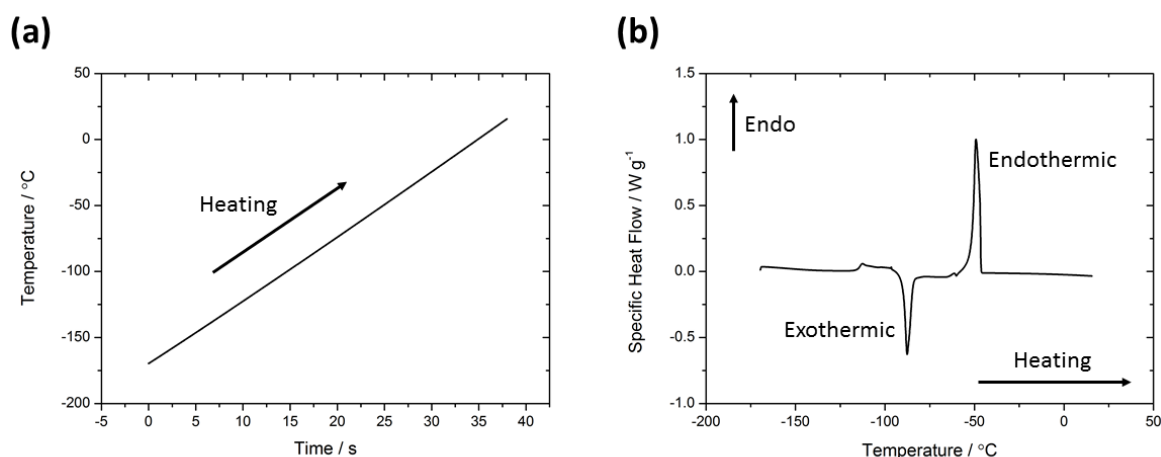 (a)
50
0
-50
-100
-150
-200
-5 0 5 10 15 20 25 30 35 40
Temperature / °C
Time / s
Heating
(b)
1.5
1.0
0.5
0.0
-0.5
-1.0
-200 -150 -100 -50 0 50
Specific Heat Flow / W g-1
Temperature / °C
Endo
Endothermic
Exothermic
Heating